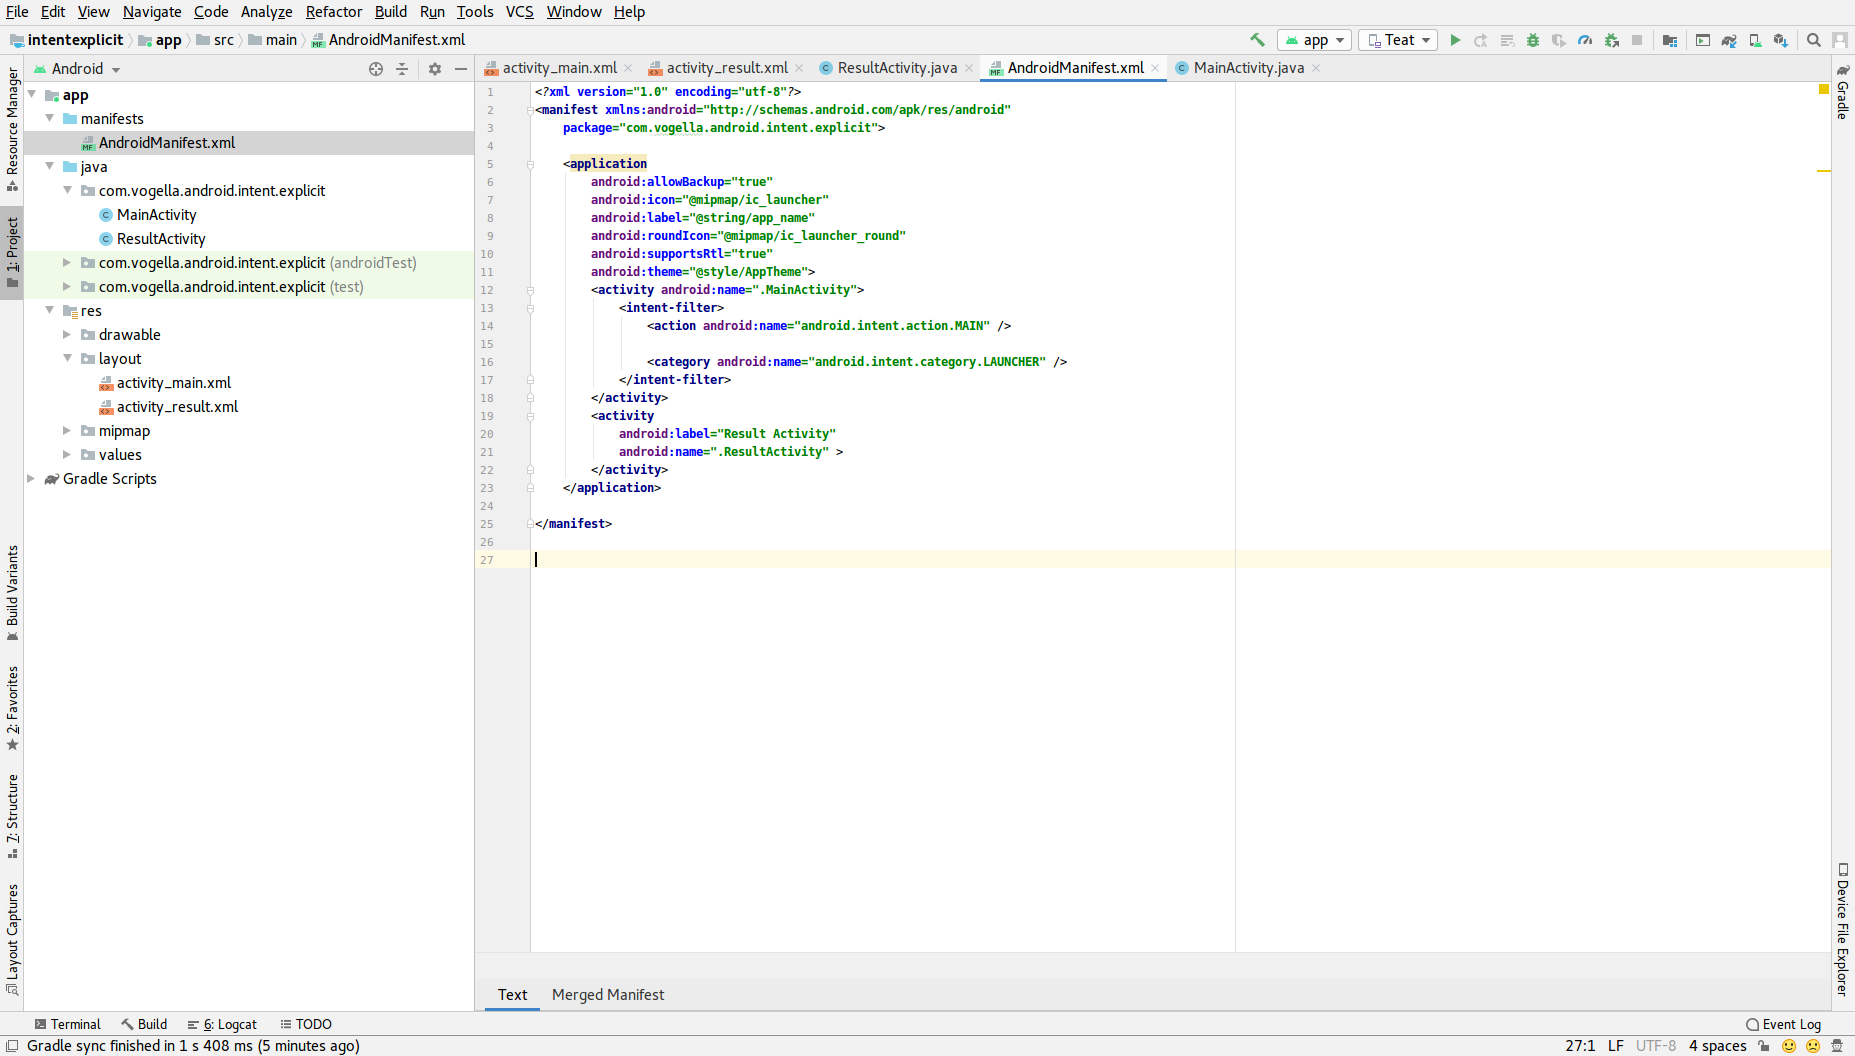 File Edit View Navigate Code Analyze Refactor Build Run Tools VCS Window Help
intentexplicit app src main AndroidManifest.xml app Teat
Android
activity_main.xml activity_result.xml ResultActivity.java AndroidManifest.xml MainActivity.java
Resource Manager
1: Project
Build Variants
2: Favorites
7: Structure
Layout Captures
app
manifests
AndroidManifest.xml
java
com.vogella.android.intent.explicit
MainActivity
ResultActivity
com.vogella.android.intent.explicit (androidTest)
com.vogella.android.intent.explicit (test)
res
drawable
layout
activity_main.xml
activity_result.xml
mipmap
values
Gradle Scripts
1 <?xml version="1.0" encoding="utf-8"?>
2 <manifest xmlns:android="http://schemas.android.com/apk/res/android"
3 package="com.vogella.android.intent.explicit">
4
5 <application
6 android:allowBackup="true"
7 android:icon="@mipmap/ic_launcher"
8 android:label="@string/app_name"
9 android:roundIcon="@mipmap/ic_launcher_round"
10 android:supportsRtl="true"
11 android:theme="@style/AppTheme">
12 <activity android:name=".MainActivity">
13 <intent-filter>
14 <action android:name="android.intent.action.MAIN" />
15
16 <category android:name="android.intent.category.LAUNCHER" />
17 </intent-filter>
18 </activity>
19 <activity
20 android:label="Result Activity"
21 android:name=".ResultActivity" >
22 </activity>
23 </application>
24
25 </manifest>
26
27
Gradle
Device File Explorer
Text Merged Manifest
Terminal Build 6: Logcat TODO Event Log
Gradle sync finished in 1 s 408 ms (5 minutes ago) 27:1 LF UTF-8 4 spaces